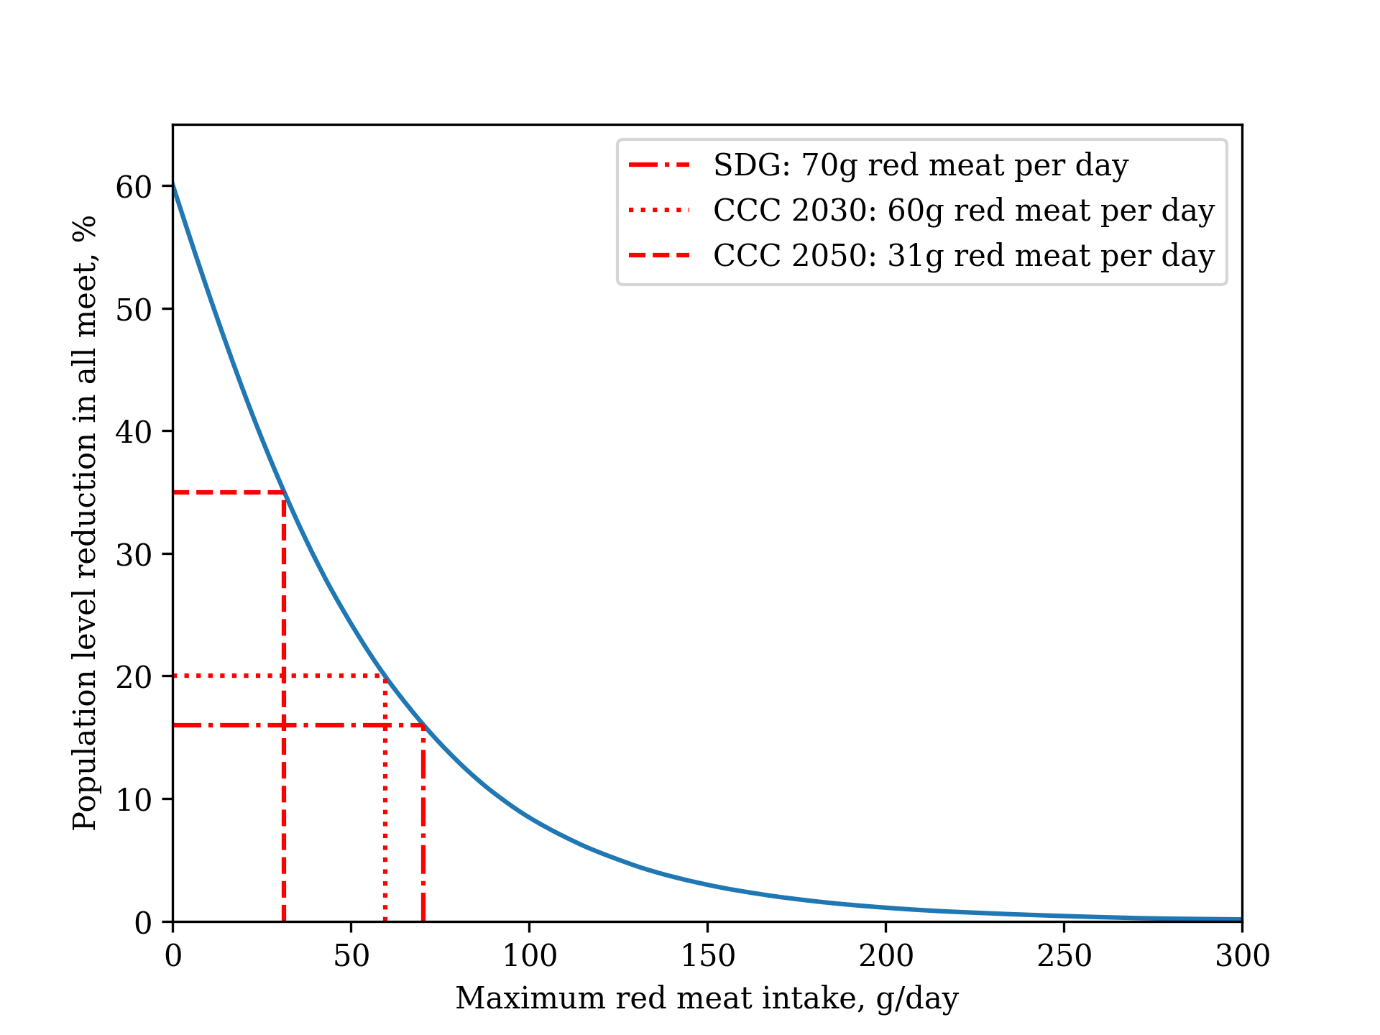 SDG: 70g red meat per day
CCC 2030: 60g red meat per day
CCC 2050: 31g red meat per day
Population level reduction in all meet, %
60
50
40
30
20
10
0
0 50 100 150 200 250 300
Maximum red meat intake, g/day